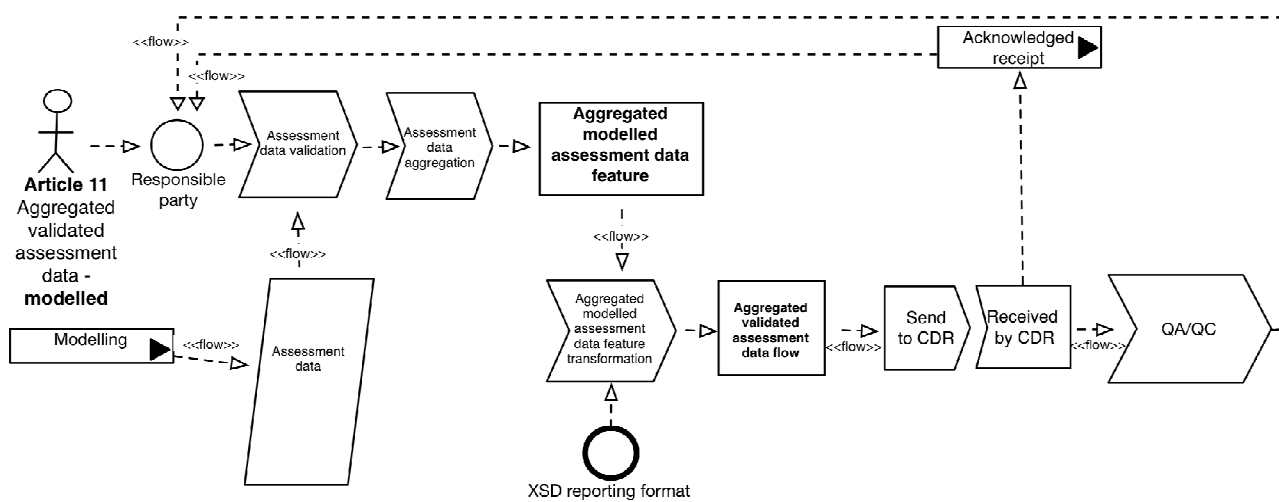 <<flow>>
Acknowledged
receipt
<<flow>>
Article 11
Aggregated
validated
assessment
data -
modelled
Responsible
party
Assessment
data validation
Assessment
data
aggregation
Aggregated
modelled
assessment data
feature
<<flow>>
<<flow>>
Modelling
<<flow>>
Assessment
data
Aggregated
modelled
assessment
data feature
transformation
Aggregated
validated
assessment
data flow
<<flow>>
Send
to CDR
Received
by CDR
<<flow>>
QA/QC
XSD reporting format